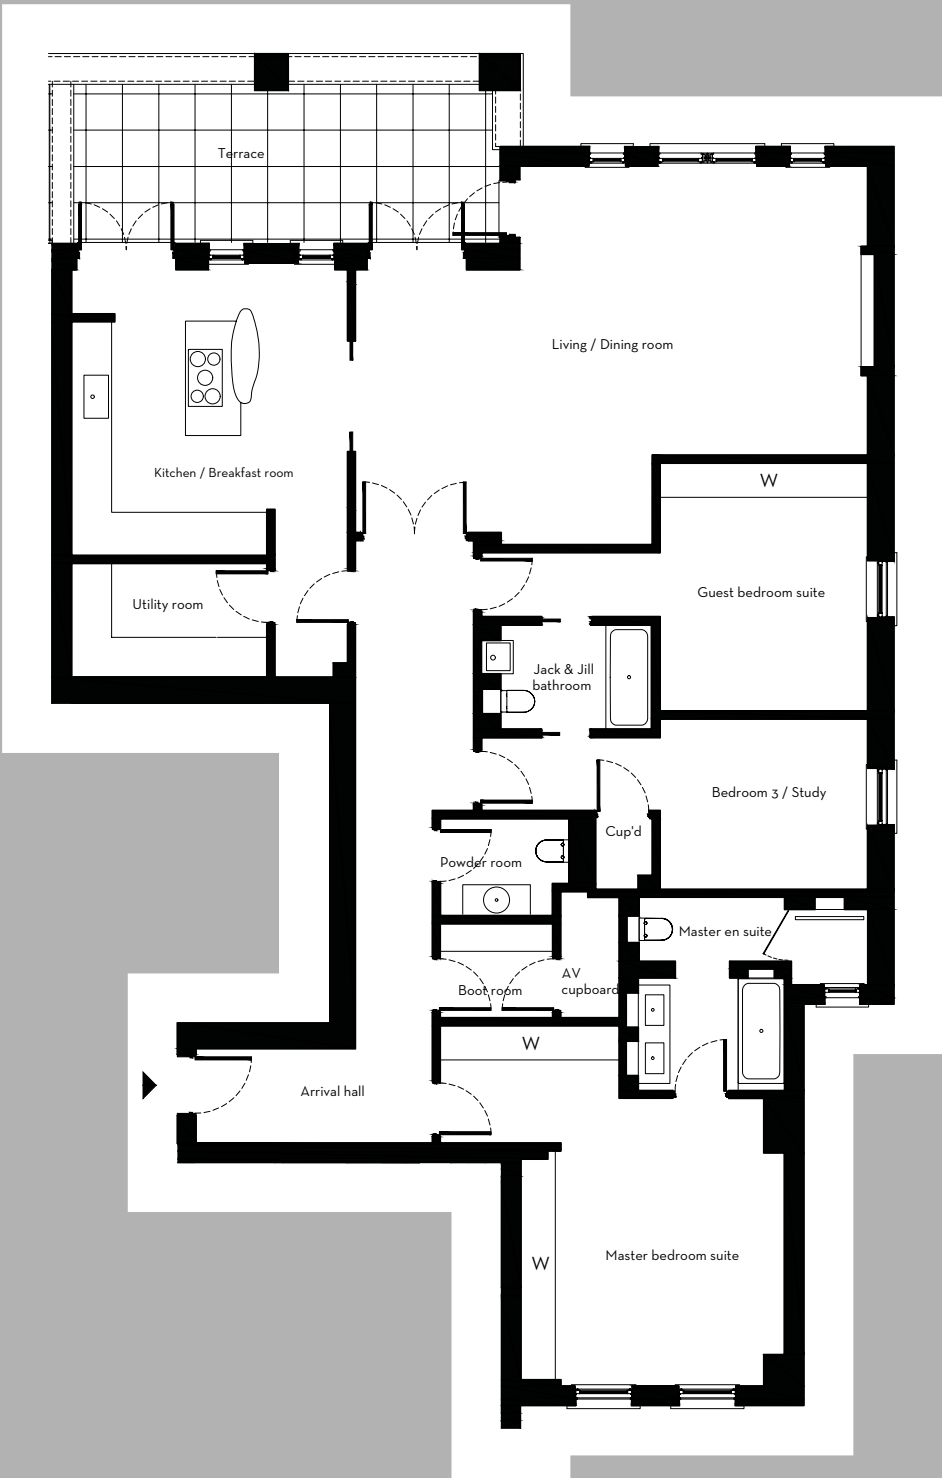 Terrace
Living / Dining room
Kitchen / Breakfast room
W
Guest bedroom suite
Utility room
Jack & Jill
bathroom
Bedroom 3 / Study
Cup'd
Powder room
Master en suite
AV
cupboard
Boot room
W
Arrival hall
Master bedroom suite
W